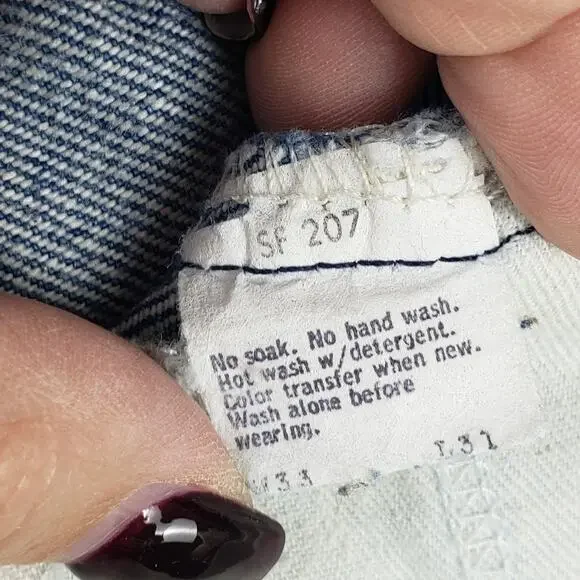 SF 207
No soak. No hand wash.
Hot wash w/detergent.
Color transfer when new.
Wash alone before
wearing.
W33 L31